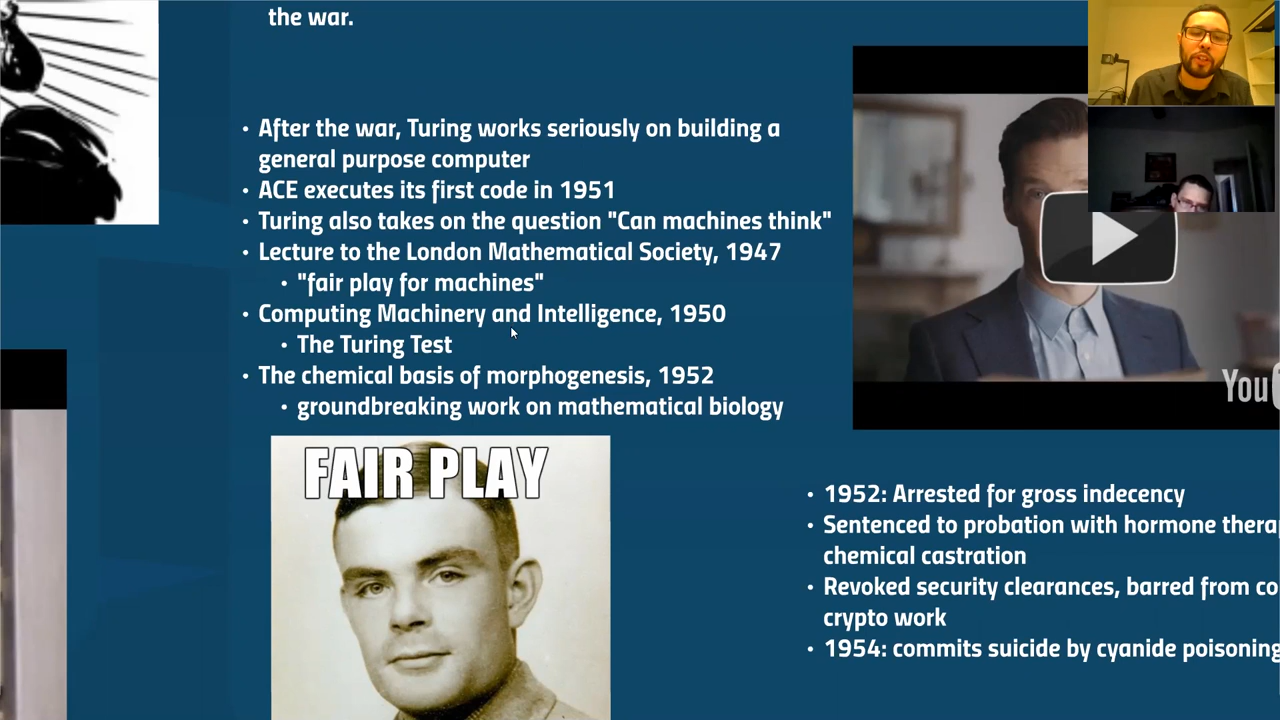 the war.
• After the war, Turing works seriously on building a
general purpose computer
• ACE executes its first code in 1951
• Turing also takes on the question "Can machines think"
• Lecture to the London Mathematical Society, 1947
• "fair play for machines"
• Computing Machinery and Intelligence, 1950
• The Turing Test
• The chemical basis of morphogenesis, 1952
• groundbreaking work on mathematical biology
FAIR PLAY
You
• 1952: Arrested for gross indecency
• Sentenced to probation with hormone
chemical castration
• Revoked security clearances, barred from
crypto work
• 1954: commits suicide by cyanide poisoning